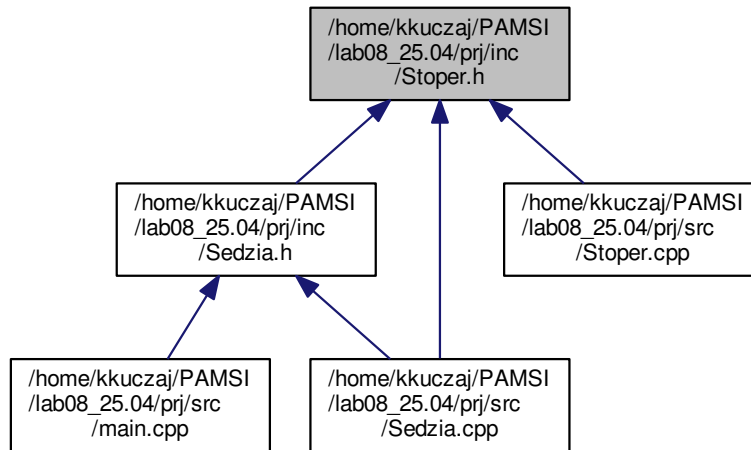 /home/kkuczaj/PAMSI
/lab08_25.04/prj/inc
/Stoper.h
/home/kkuczaj/PAMSI
/lab08_25.04/prj/inc
/Sedzia.h
/home/kkuczaj/PAMSI
/lab08_25.04/prj/src
/Stoper.cpp
/home/kkuczaj/PAMSI
/lab08_25.04/prj/src
/main.cpp
/home/kkuczaj/PAMSI
/lab08_25.04/prj/src
/Sedzia.cpp